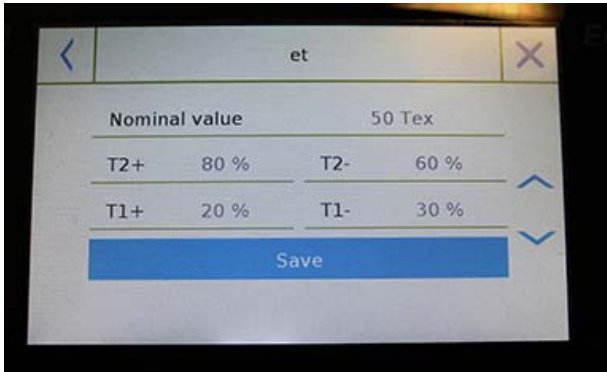 et
Nominal value 50 Tex
T2+ 80 % T2- 60 %
T1+ 20 % T1- 30 %
Save